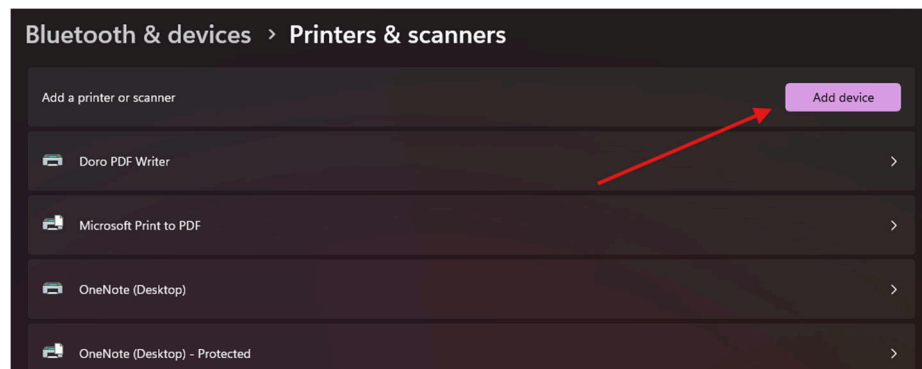 Bluetooth & devices > Printers & scanners
Add a printer or scanner
Add device
Doro PDF Writer
Microsoft Print to PDF
OneNote (Desktop)
OneNote (Desktop) - Protected